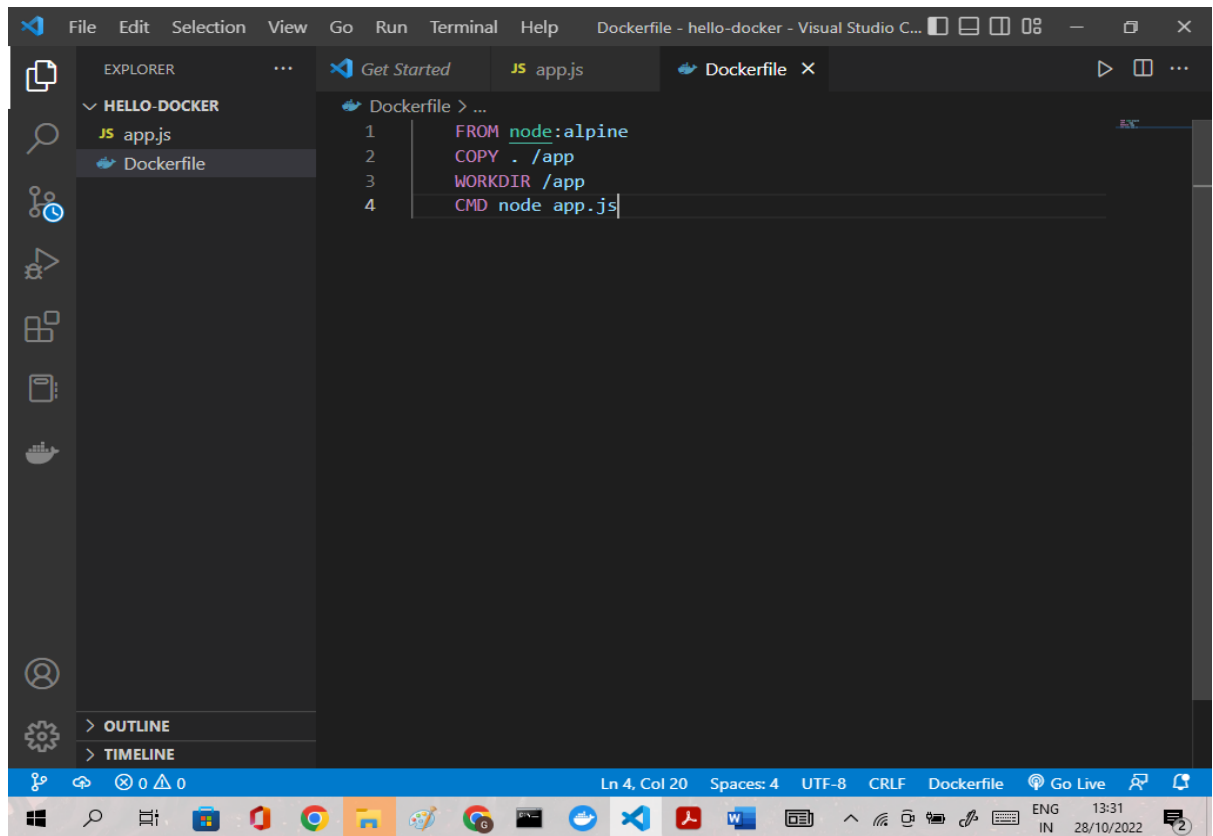 File Edit Selection View Go Run Terminal Help Dockerfile - hello-docker - Visual Studio C...
EXPLORER ...
Get Started
JS app.js
Dockerfile
HELLO-DOCKER
JS app.js
Dockerfile
Dockerfile > ...
1 FROM node:alpine
2 COPY . /app
3 WORKDIR /app
4 CMD node app.js
OUTLINE
TIMELINE
0 0 Ln 4, Col 20 Spaces: 4 UTF-8 CRLF Dockerfile Go Live
ENG 13:31
IN 28/10/2022 2